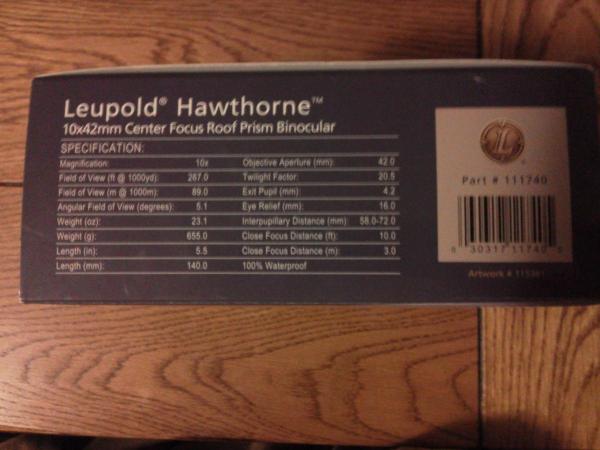 Leupold® Hawthorne™
10x42mm Center Focus Roof Prism Binocular
SPECIFICATION:
Magnification: 10x
Field of View (ft @ 1000yd): 267.0
Field of View (m @ 1000m): 89.0
Angular Field of View (degrees): 5.1
Weight (oz): 23.1
Weight (g): 655.0
Length (in): 5.5
Length (mm): 140.0
Objective Aperture (mm): 42.0
Twilight Factor: 20.5
Exit Pupil (mm): 4.2
Eye Relief (mm): 16.0
Interpupillary Distance (mm): 58.0-72.0
Close Focus Distance (ft): 10.0
Close Focus Distance (m): 3.0
100% Waterproof
L
Part # 111740
30317 11740
Artwork #